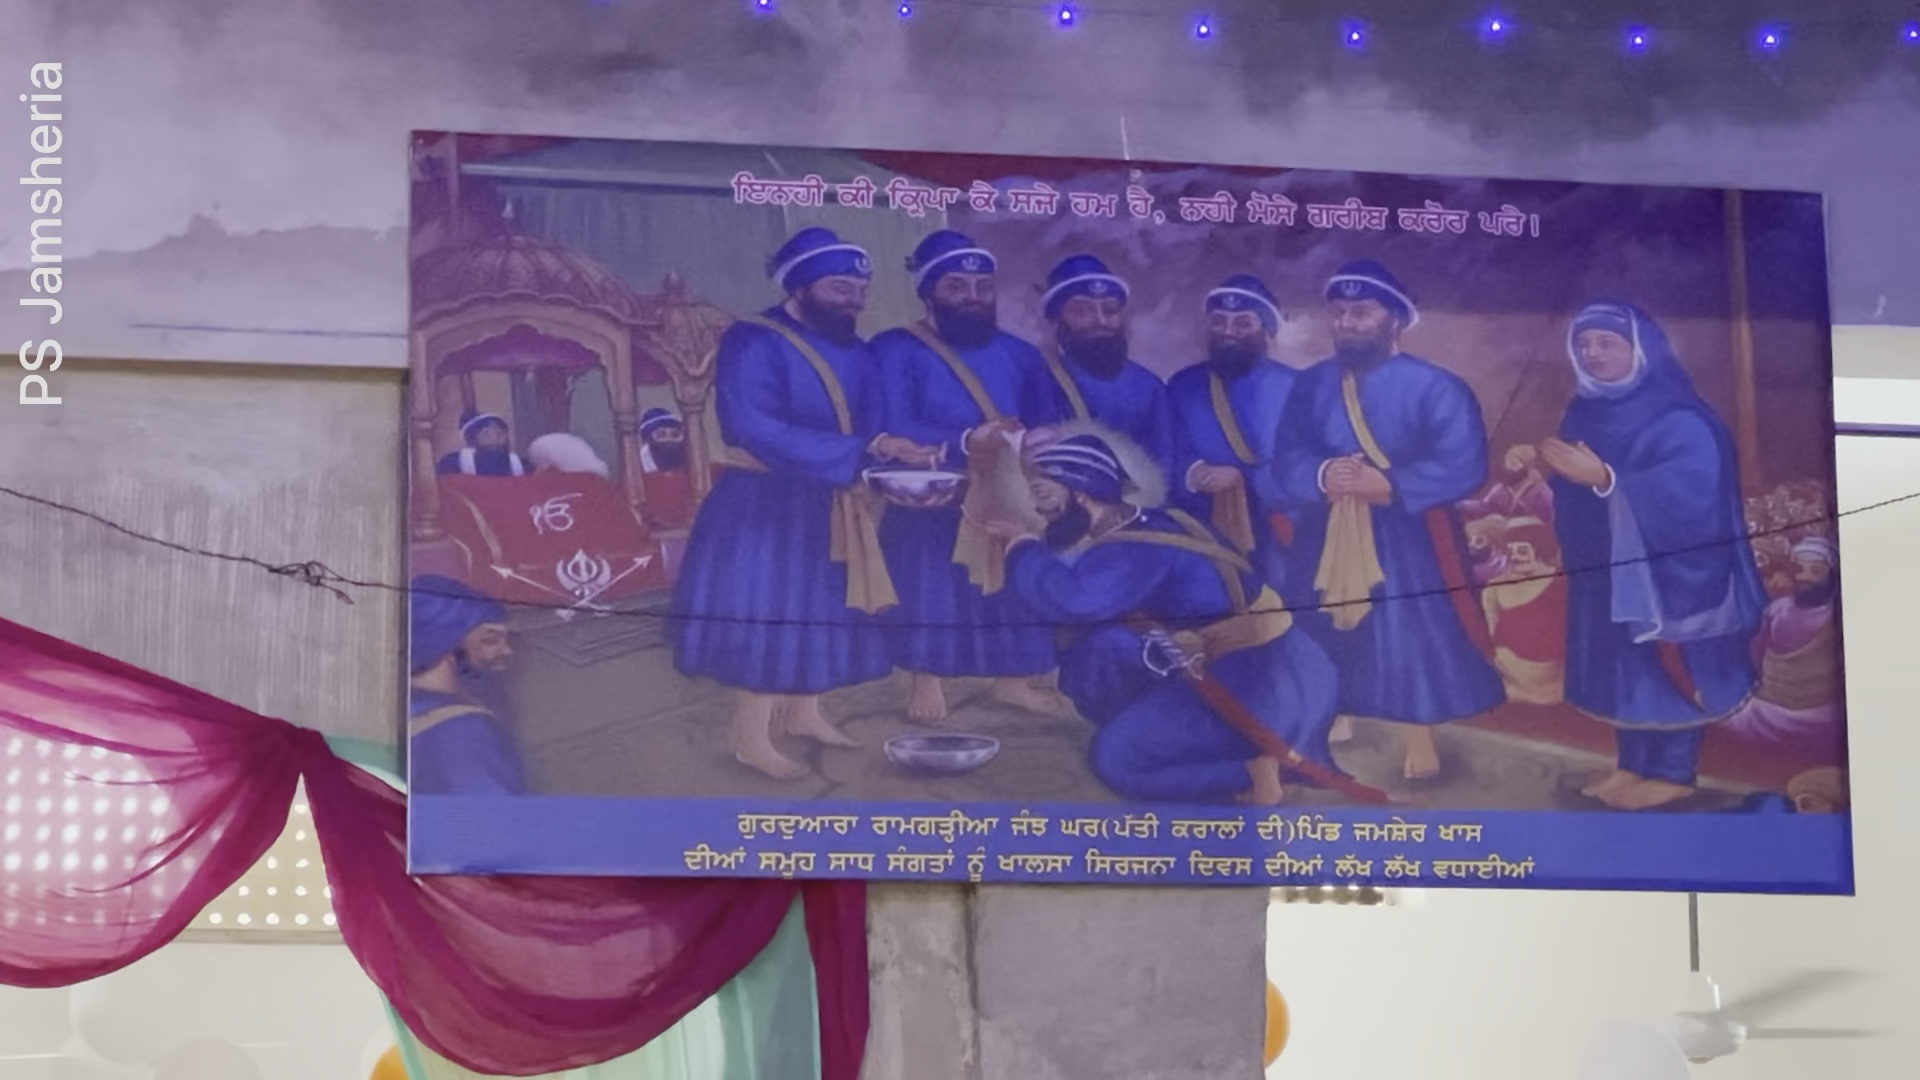 PS Jamsheria
ਇਨਹੀ ਕੀ ਕ੍ਰਿਪਾ ਕੇ ਸਜੇ ਹਮ ਹੈ, ਨਹੀ ਮੋਸੇ ਗਰੀਬ ਕਰੋਰ ਪਰੇ।
ੴ
ਗੁਰਦੁਆਰਾ ਰਾਮਗੜ੍ਹੀਆ ਜੰਝ ਘਰ(ਪੱਤੀ ਕਰਾਲਾਂ ਦੀ)ਪਿੰਡ ਜਮਸ਼ੇਰ ਖਾਸ
ਦੀਆਂ ਸਮੂਹ ਸਾਧ ਸੰਗਤਾਂ ਨੂੰ ਖਾਲਸਾ ਸਿਰਜਨਾ ਦਿਵਸ ਦੀਆਂ ਲੱਖ ਲੱਖ ਵਧਾਈਆਂ